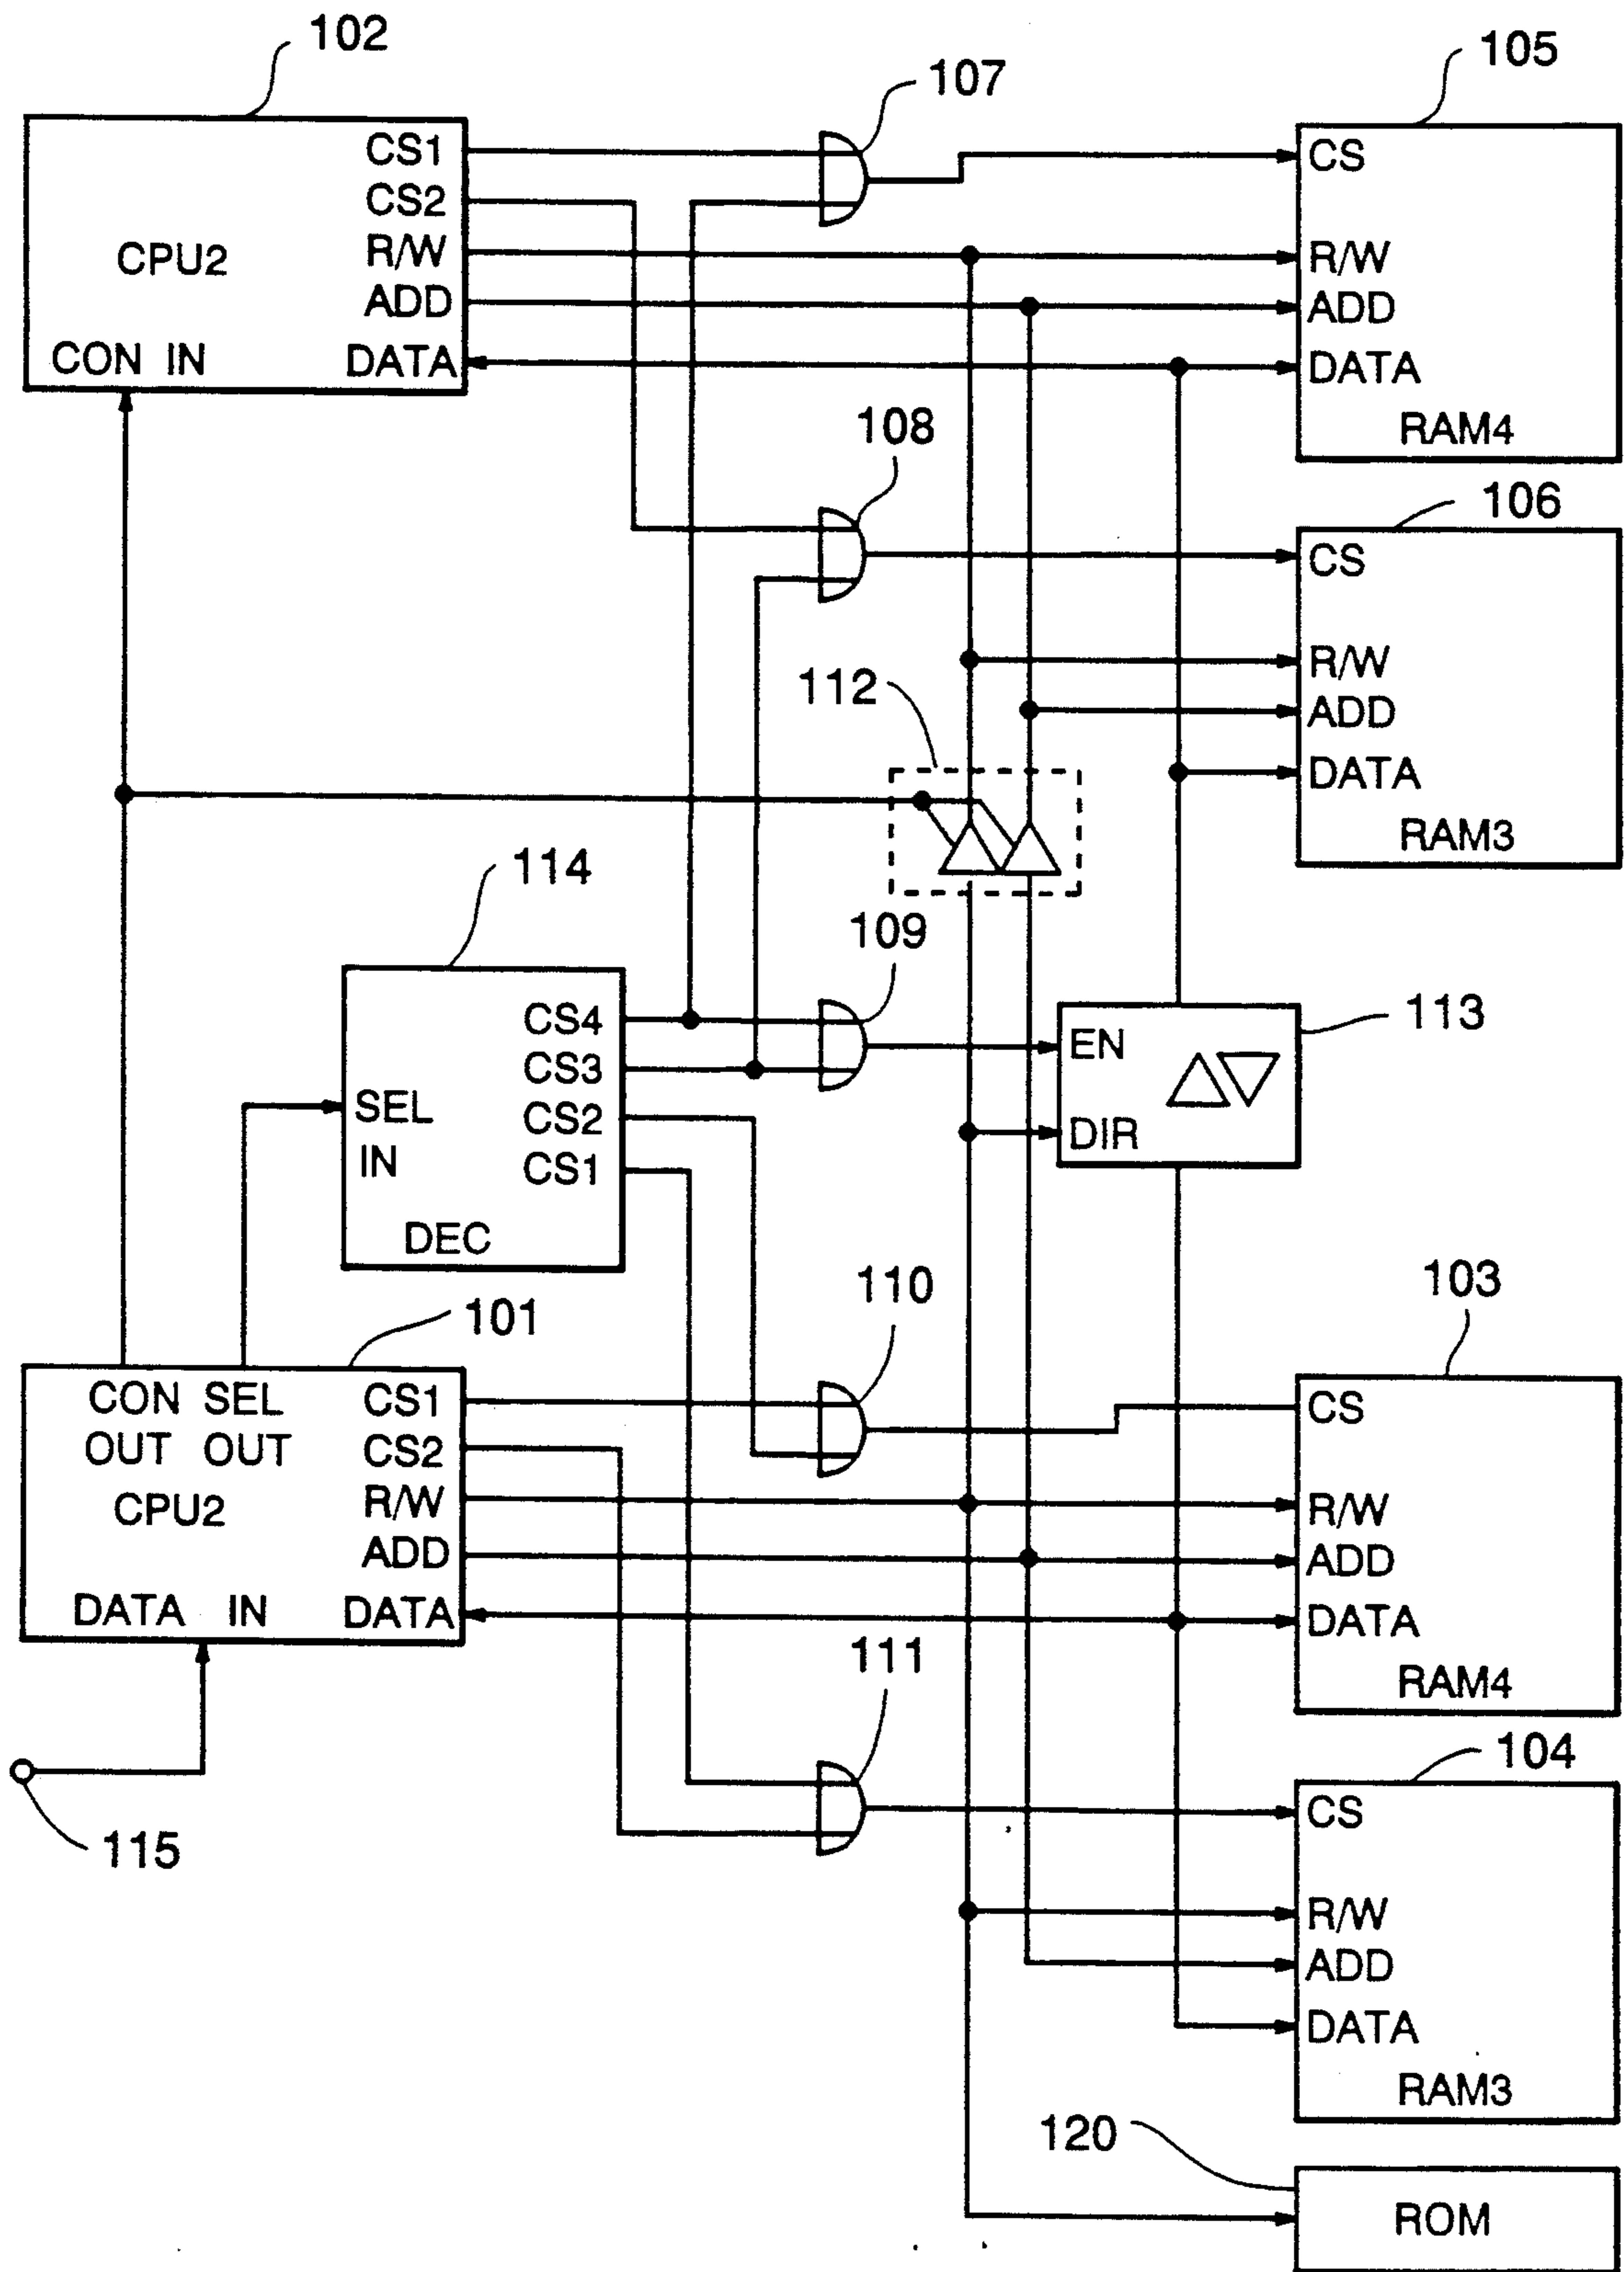 102
107
105
CS1
CS2
R/W
ADD
DATA
CPU2
CON IN
CS
R/W
ADD
DATA
RAM4
108
106
CS
R/W
ADD
DATA
RAM3
112
114
109
113
CS4
CS3
CS2
CS1
SEL
IN
DEC
EN
DIR
101
110
103
CON SEL
OUT OUT
CPU2
DATA IN
CS1
CS2
R/W
ADD
DATA
CS
R/W
ADD
DATA
RAM4
115
111
104
CS
R/W
ADD
DATA
RAM3
120
ROM